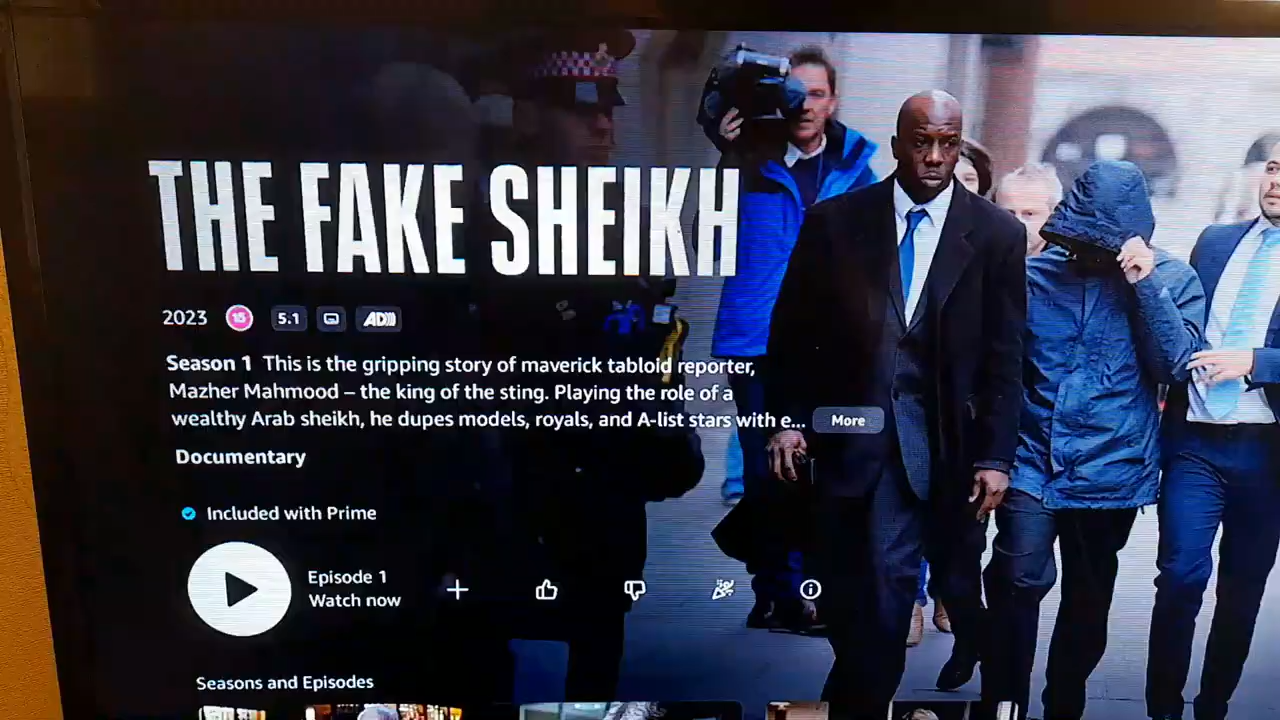 THE FAKE SHEIKH
2023 15 5.1 AD
Season 1 This is the gripping story of maverick tabloid reporter,
Mazher Mahmood – the king of the sting. Playing the role of a
wealthy Arab sheikh, he dupes models, royals, and A-list stars with e... More
Documentary
Included with Prime
Episode 1
Watch now
Seasons and Episodes